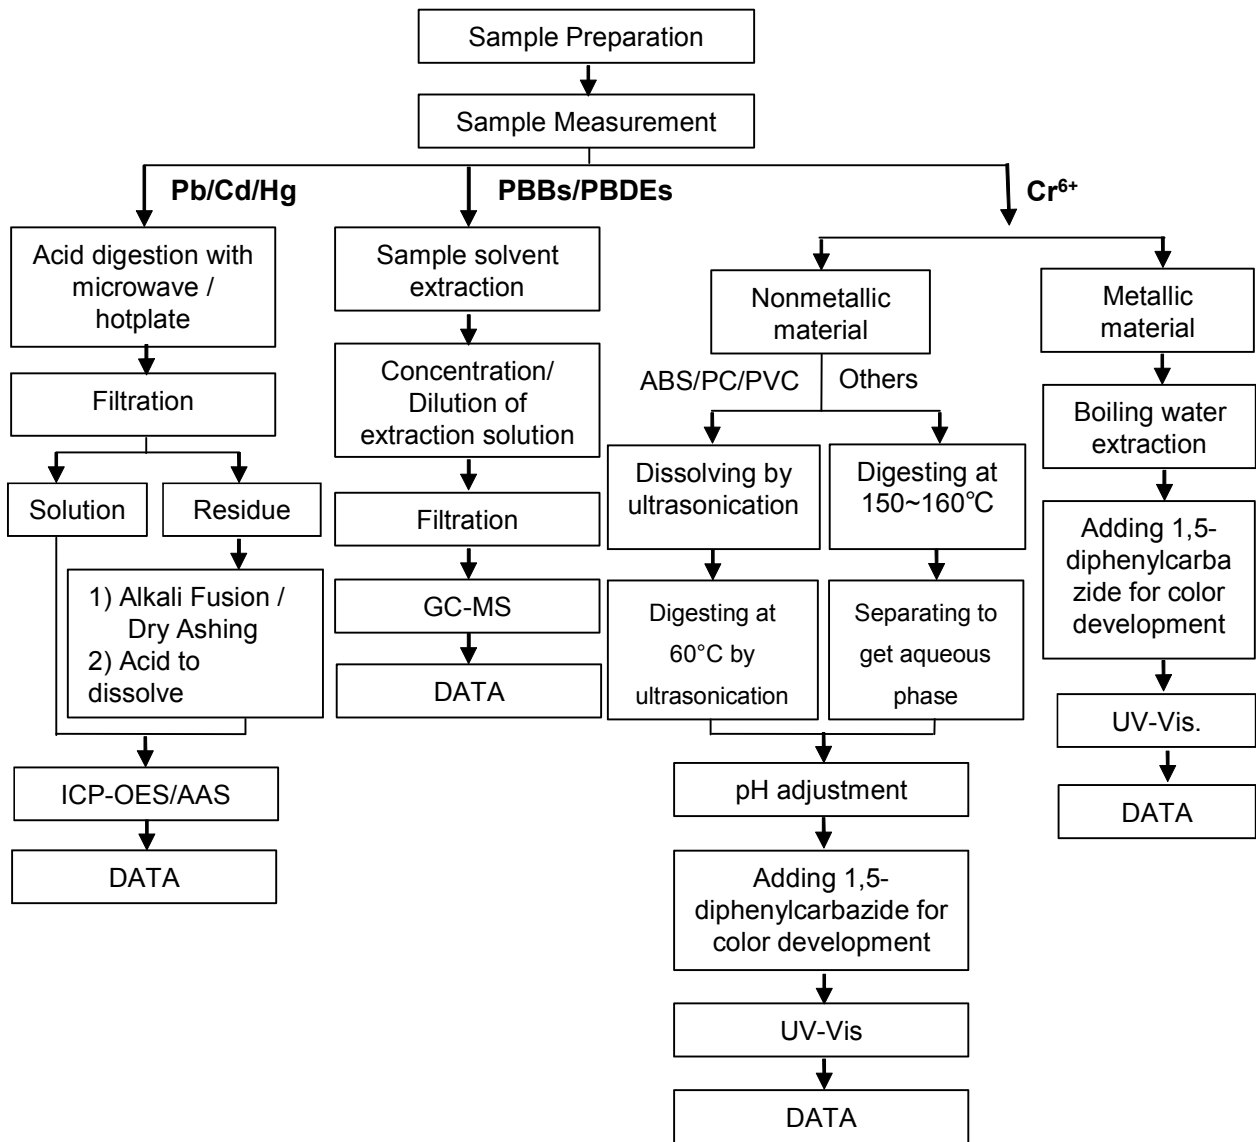 Sample Preparation
Sample Measurement
Pb/Cd/Hg
PBBs/PBDEs
Cr⁶⁺
Acid digestion with
microwave /
hotplate
Filtration
Solution
Residue
1) Alkali Fusion /
Dry Ashing
2) Acid to
dissolve
ICP-OES/AAS
DATA
Sample solvent
extraction
Concentration/
Dilution of
extraction solution
Filtration
GC-MS
DATA
Nonmetallic
material
ABS/PC/PVC
Others
Dissolving by
ultrasonication
Digesting at
60°C by
ultrasonication
Digesting at
150~160℃
Separating to
get aqueous
phase
pH adjustment
Adding 1,5-
diphenylcarbazide for
color development
UV-Vis
DATA
Metallic
material
Boiling water
extraction
Adding 1,5-
diphenylcarba
zide for color
development
UV-Vis.
DATA